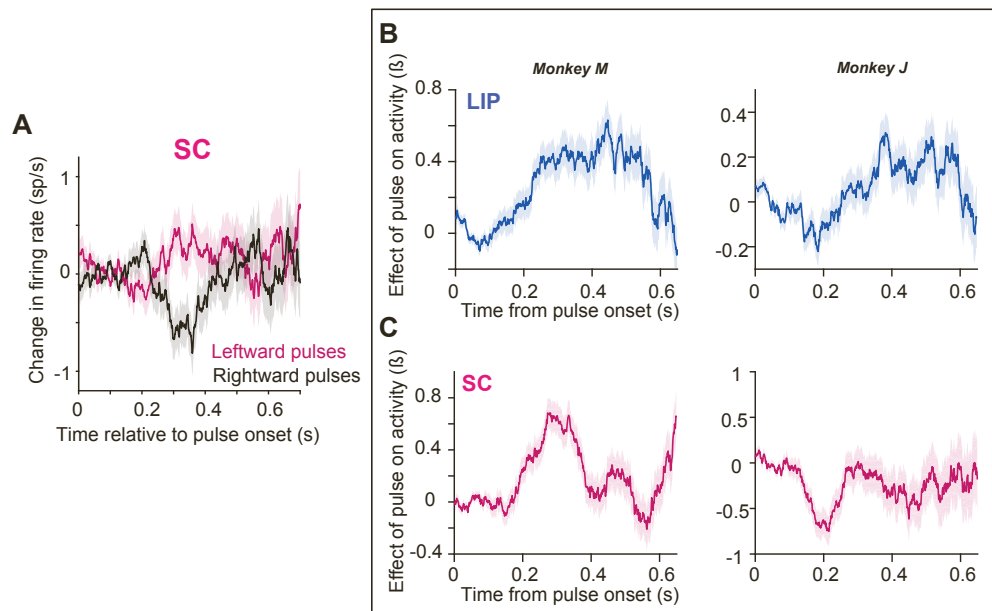 A
SC
Change in firing rate (sp/s)
1
0
-1
Leftward pulses
Rightward pulses
0 0.2 0.4 0.6
Time relative to pulse onset (s)
B
Monkey M
Monkey J
LIP
Effect of pulse on activity (ß)
0.8
0.4
0
0 0.2 0.4 0.6
Time from pulse onset (s)
0.4
0.2
0
-0.2
0 0.2 0.4 0.6
C
SC
Effect of pulse on activity (ß)
0.8
0.4
0
-0.4
0 0.2 0.4 0.6
Time from pulse onset (s)
1
0.5
0
-0.5
-1
0 0.2 0.4 0.6